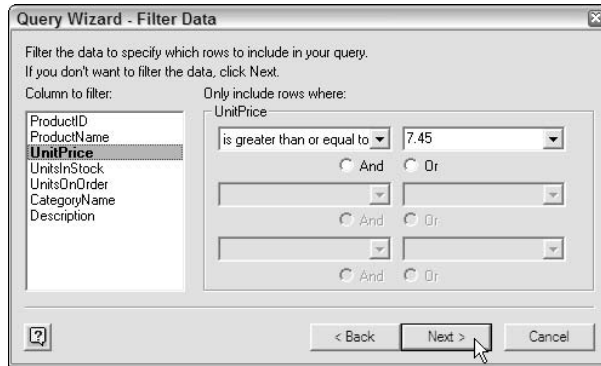 Query Wizard - Filter Data
Filter the data to specify which rows to include in your query.
If you don't want to filter the data, click Next.
Column to filter:
Only include rows where:
ProductID
ProductName
UnitPrice
UnitsInStock
UnitsOnOrder
CategoryName
Description
UnitPrice
is greater than or equal to 7.45
And Or
And Or
And Or
< Back Next > Cancel